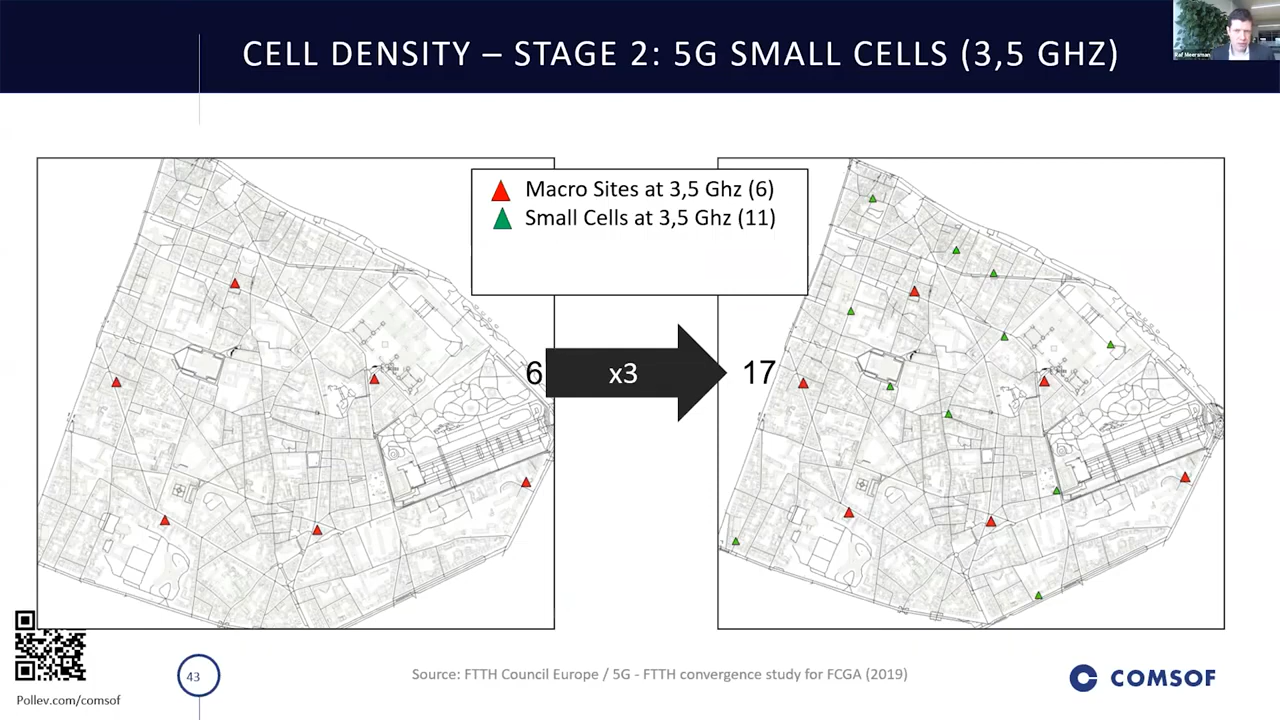 CELL DENSITY – STAGE 2: 5G SMALL CELLS (3,5 GHZ)
Raf Meersman
Macro Sites at 3,5 Ghz (6)
Small Cells at 3,5 Ghz (11)
6
x3
17
Pollev.com/comsof
43
Source: FTTH Council Europe / 5G - FTTH convergence study for FCGA (2019)
COMSOF